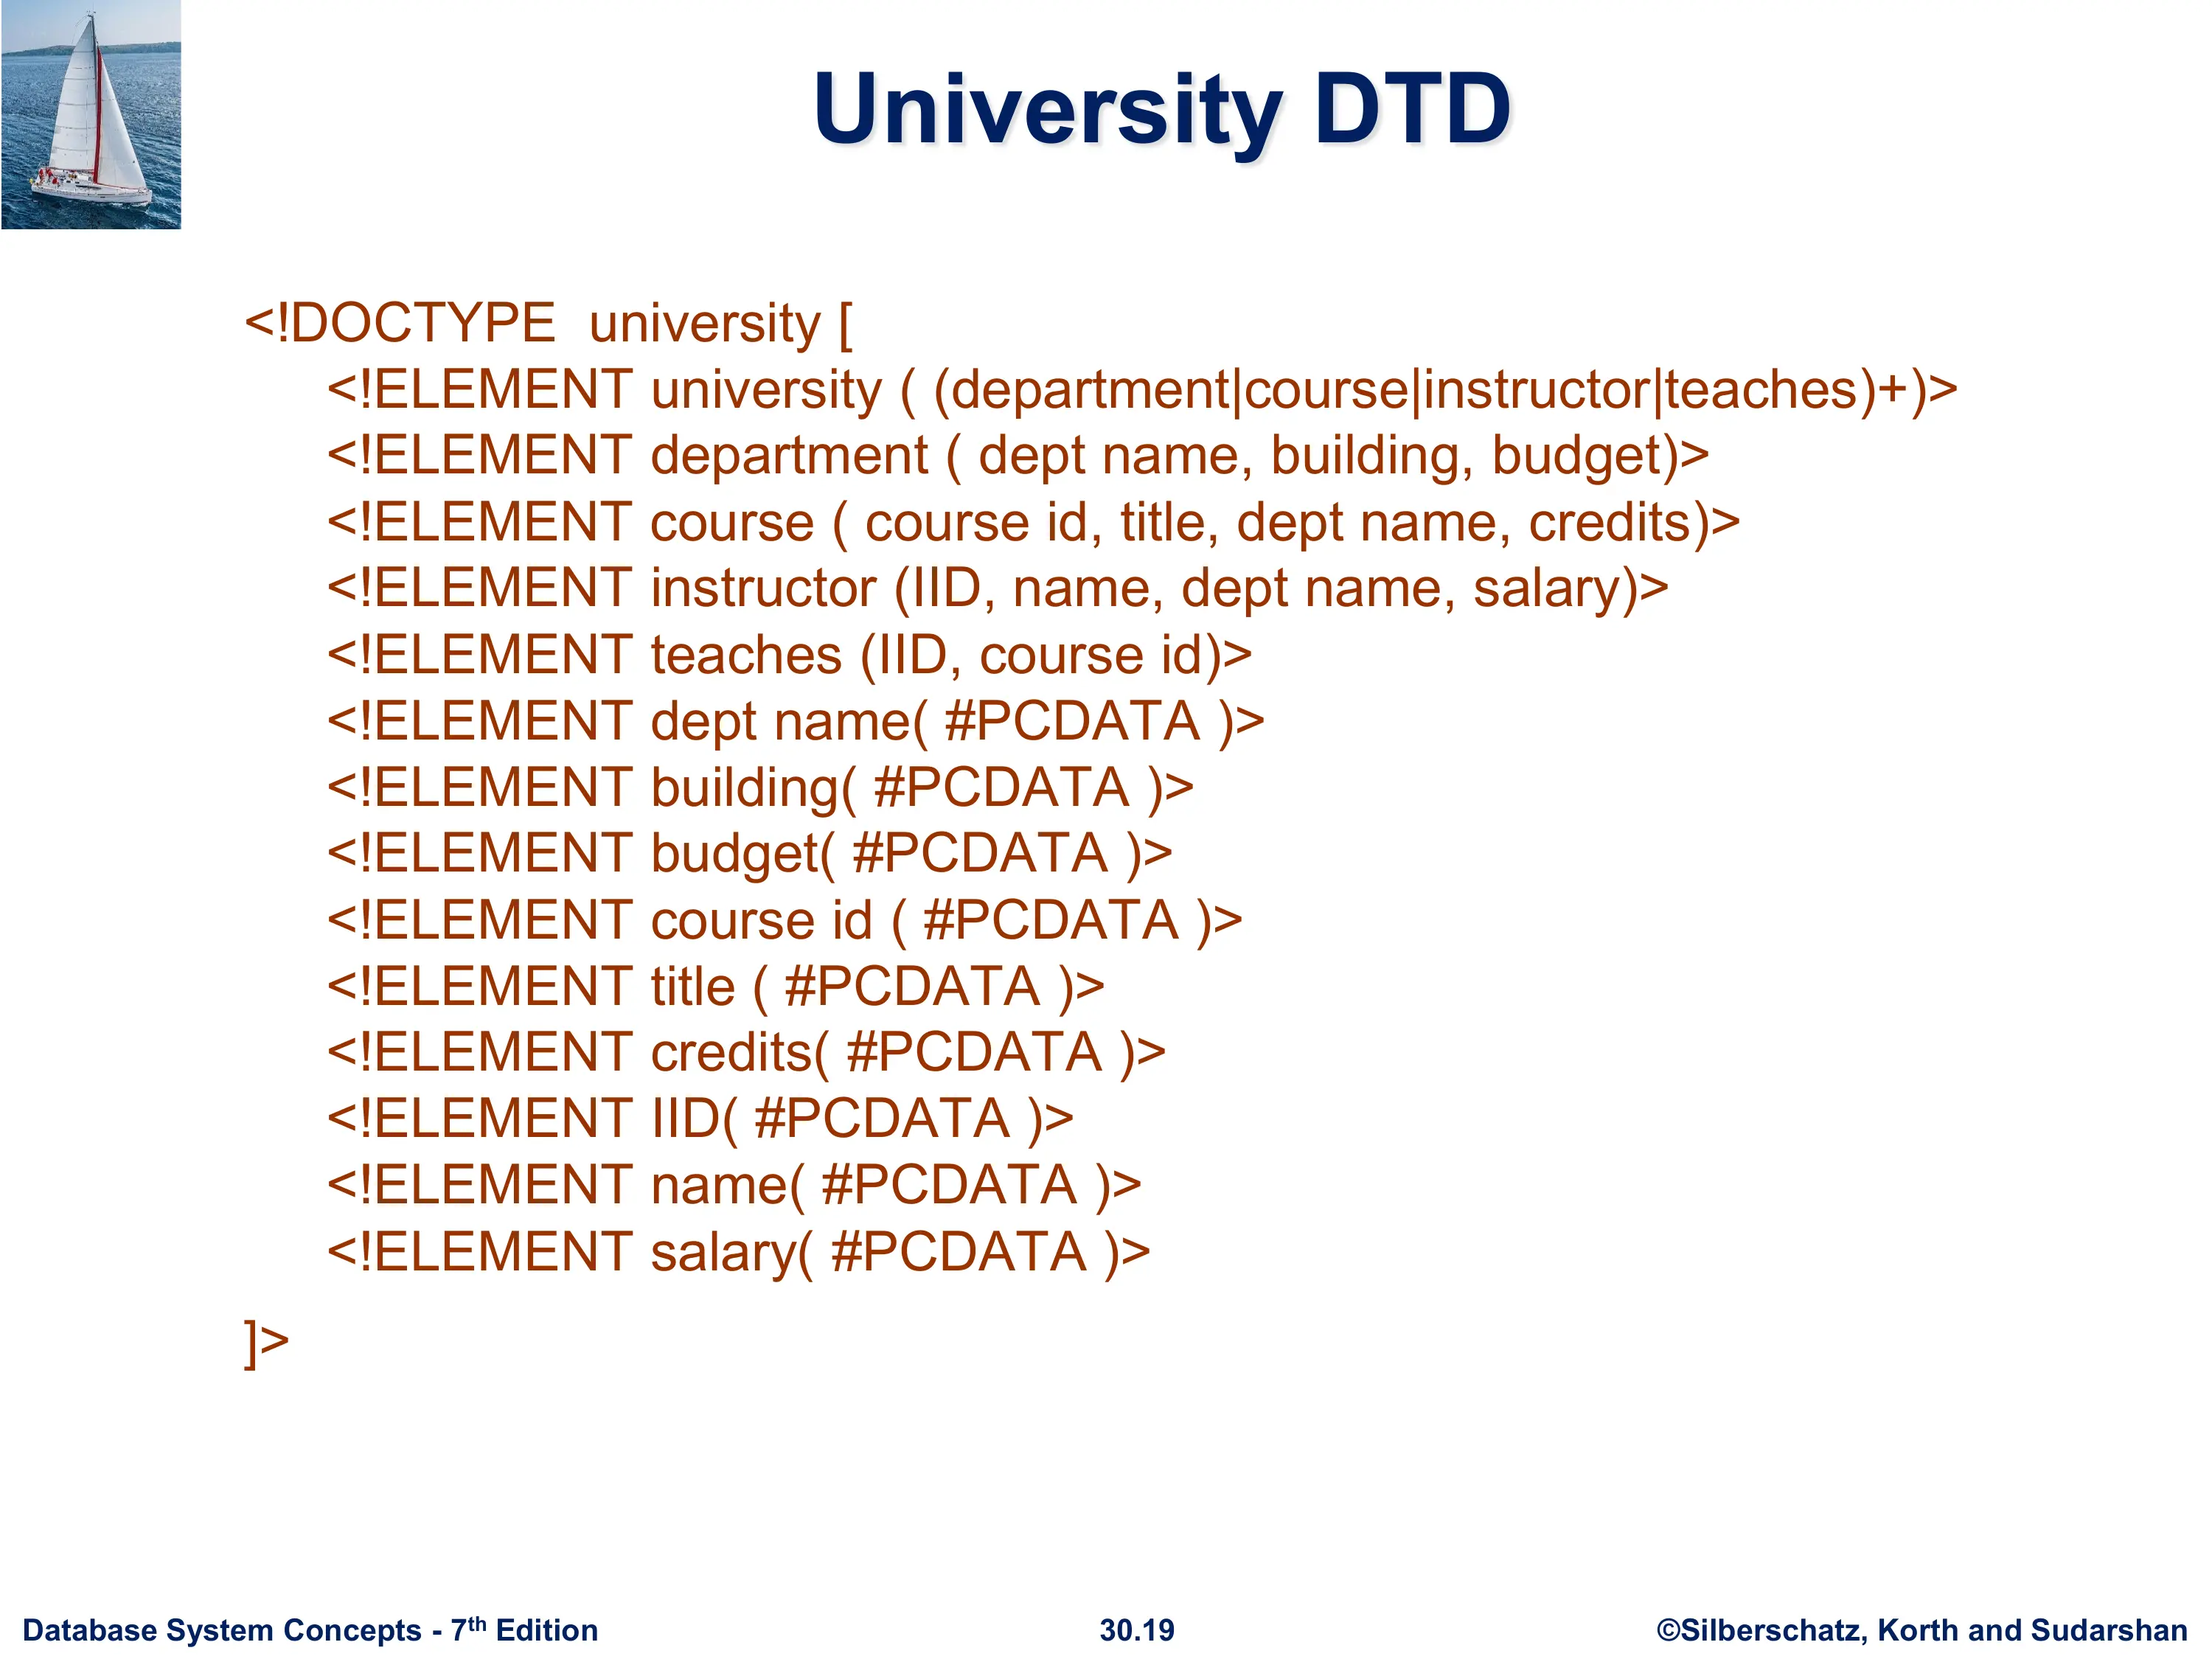 University DTD
<!DOCTYPE university [
<!ELEMENT university ( (department|course|instructor|teaches)+)>
<!ELEMENT department ( dept name, building, budget)>
<!ELEMENT course ( course id, title, dept name, credits)>
<!ELEMENT instructor (IID, name, dept name, salary)>
<!ELEMENT teaches (IID, course id)>
<!ELEMENT dept name( #PCDATA )>
<!ELEMENT building( #PCDATA )>
<!ELEMENT budget( #PCDATA )>
<!ELEMENT course id ( #PCDATA )>
<!ELEMENT title ( #PCDATA )>
<!ELEMENT credits( #PCDATA )>
<!ELEMENT IID( #PCDATA )>
<!ELEMENT name( #PCDATA )>
<!ELEMENT salary( #PCDATA )>
]>
Database System Concepts - 7th Edition
30.19
©Silberschatz, Korth and Sudarshan